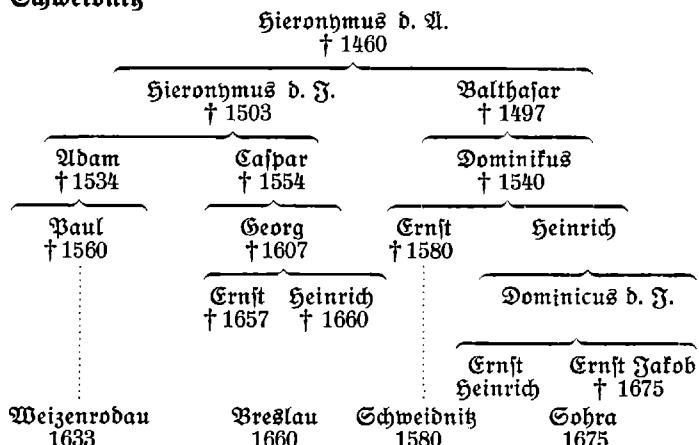 Schweidnitz
Hieronymus d. Ä.
† 1460
Hieronymus d. J. Balthasar
† 1503 † 1497
Adam Caspar Dominikus
† 1534 † 1554 † 1540
Paul Georg Ernst Heinrich
† 1560 † 1607 † 1580
Ernst Heinrich Dominicus d. J.
† 1657 † 1660
Ernst Ernst Jakob
Heinrich † 1675
Weizenrodau Breslau Schweidnitz Sohra
1633 1660 1580 1675